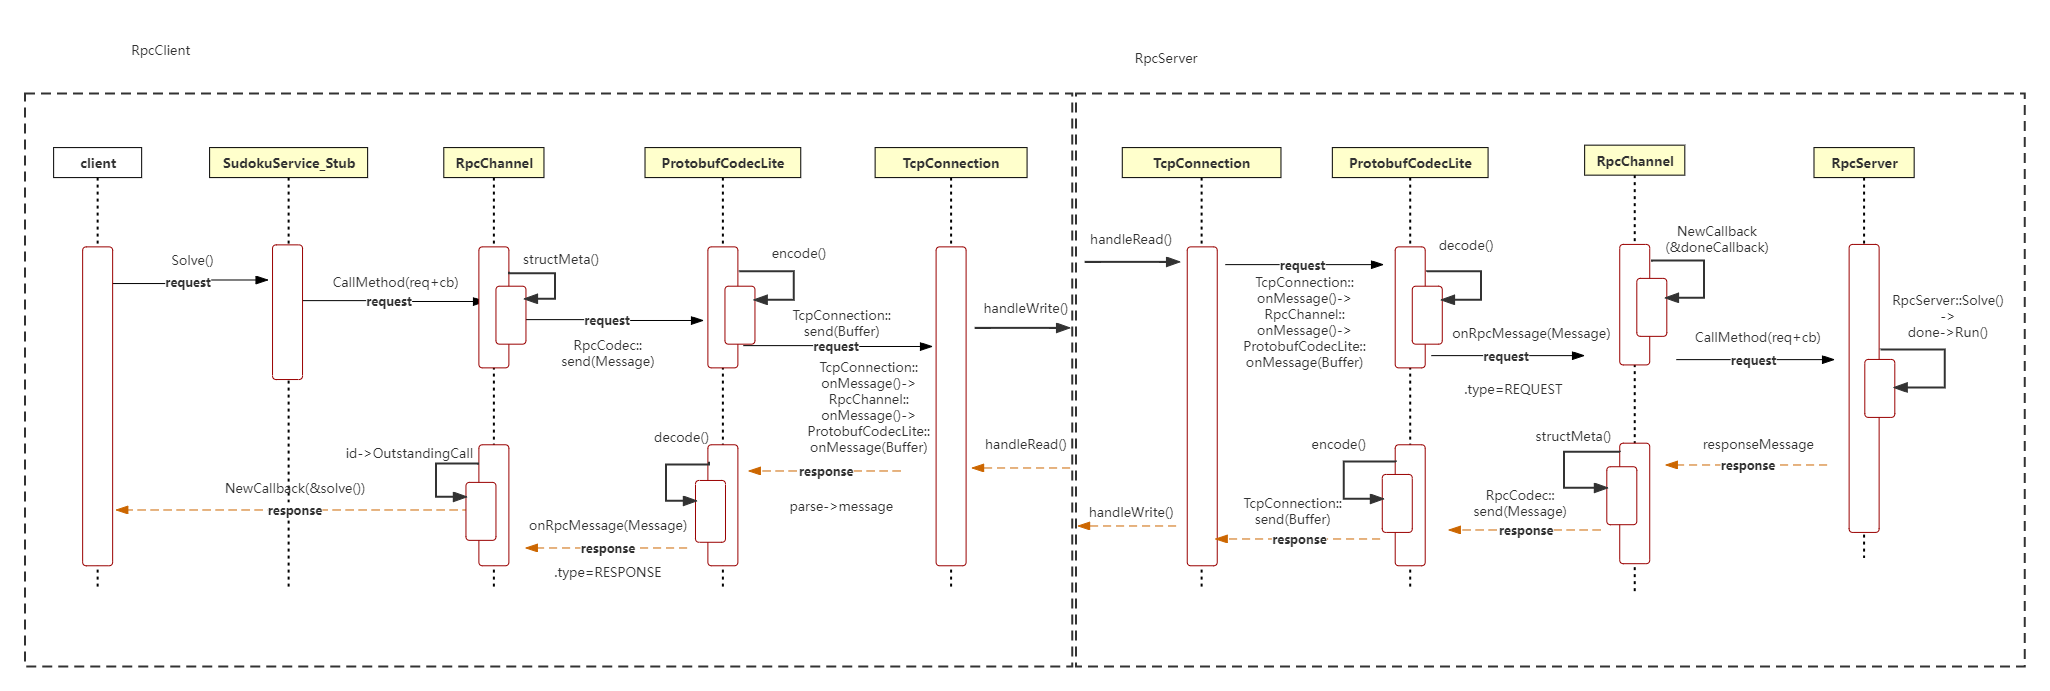 RpcClient
RpcServer
client
SudokuService_Stub
RpcChannel
ProtobufCodecLite
TcpConnection
TcpConnection
ProtobufCodecLite
RpcChannel
RpcServer
Solve()
request
CallMethod(req+cb)
request
structMeta()
request
RpcCodec::
send(Message)
encode()
TcpConnection::
send(Buffer)
request
handleWrite()
TcpConnection::
onMessage()->
RpcChannel::
onMessage()->
ProtobufCodecLite::
onMessage(Buffer)
response
parse->message
handleRead()
decode()
onRpcMessage(Message)
response
.type=RESPONSE
id->OutstandingCall
NewCallback(&solve())
response
handleRead()
request
TcpConnection::
onMessage()->
RpcChannel::
onMessage()->
ProtobufCodecLite::
onMessage(Buffer)
decode()
onRpcMessage(Message)
request
.type=REQUEST
NewCallback
(&doneCallback)
CallMethod(req+cb)
request
RpcServer::Solve()
->
done->Run()
responseMessage
response
structMeta()
RpcCodec::
send(Message)
response
encode()
TcpConnection::
send(Buffer)
response
handleWrite()